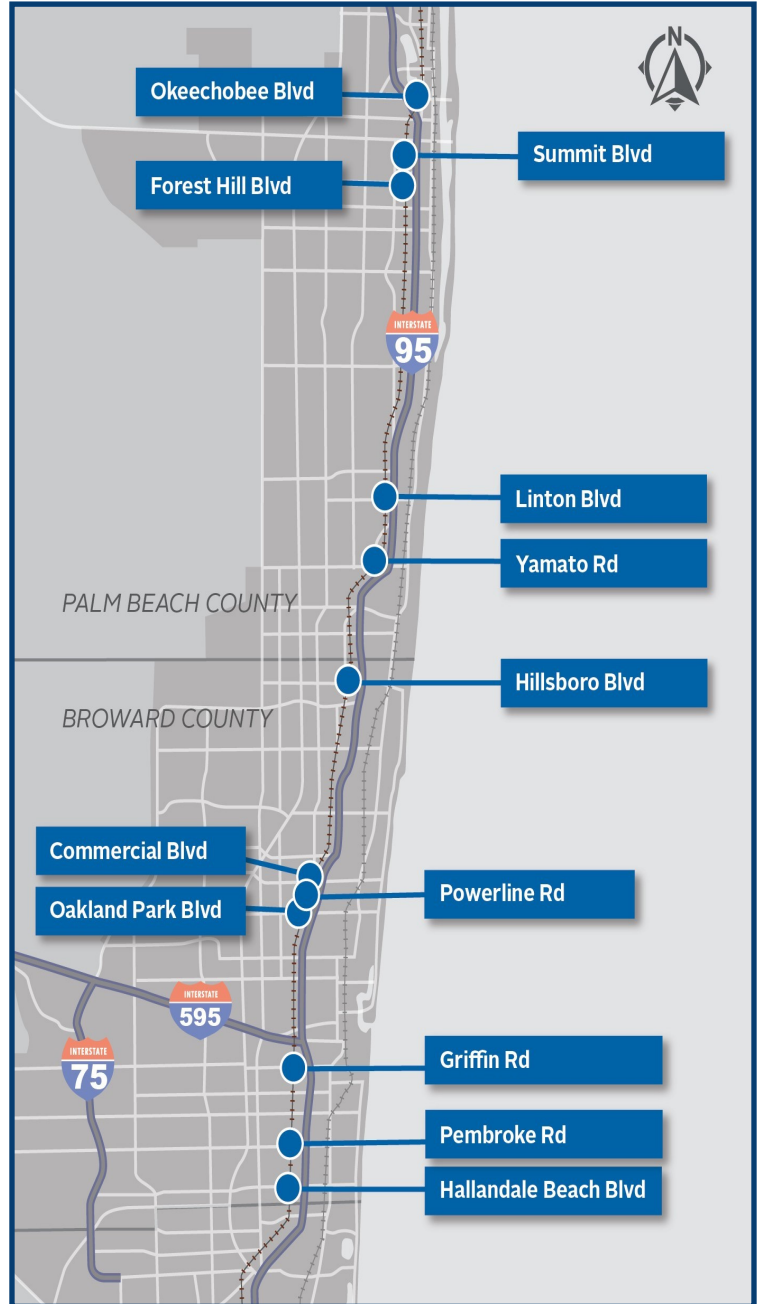 N
Okeechobee Blvd
Summit Blvd
Forest Hill Blvd
INTERSTATE
95
Linton Blvd
Yamato Rd
PALM BEACH COUNTY
Hillsboro Blvd
BROWARD COUNTY
Commercial Blvd
Powerline Rd
Oakland Park Blvd
INTERSTATE
595
INTERSTATE
75
Griffin Rd
Pembroke Rd
Hallandale Beach Blvd